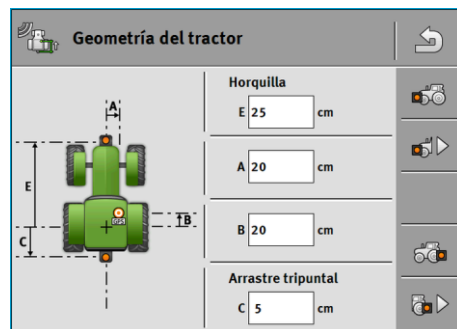 Geometría del tractor
Horquilla
E 25 cm
A 20 cm
B 20 cm
Arrastre tripuntal
C 5 cm
A
E
B
C
GPS